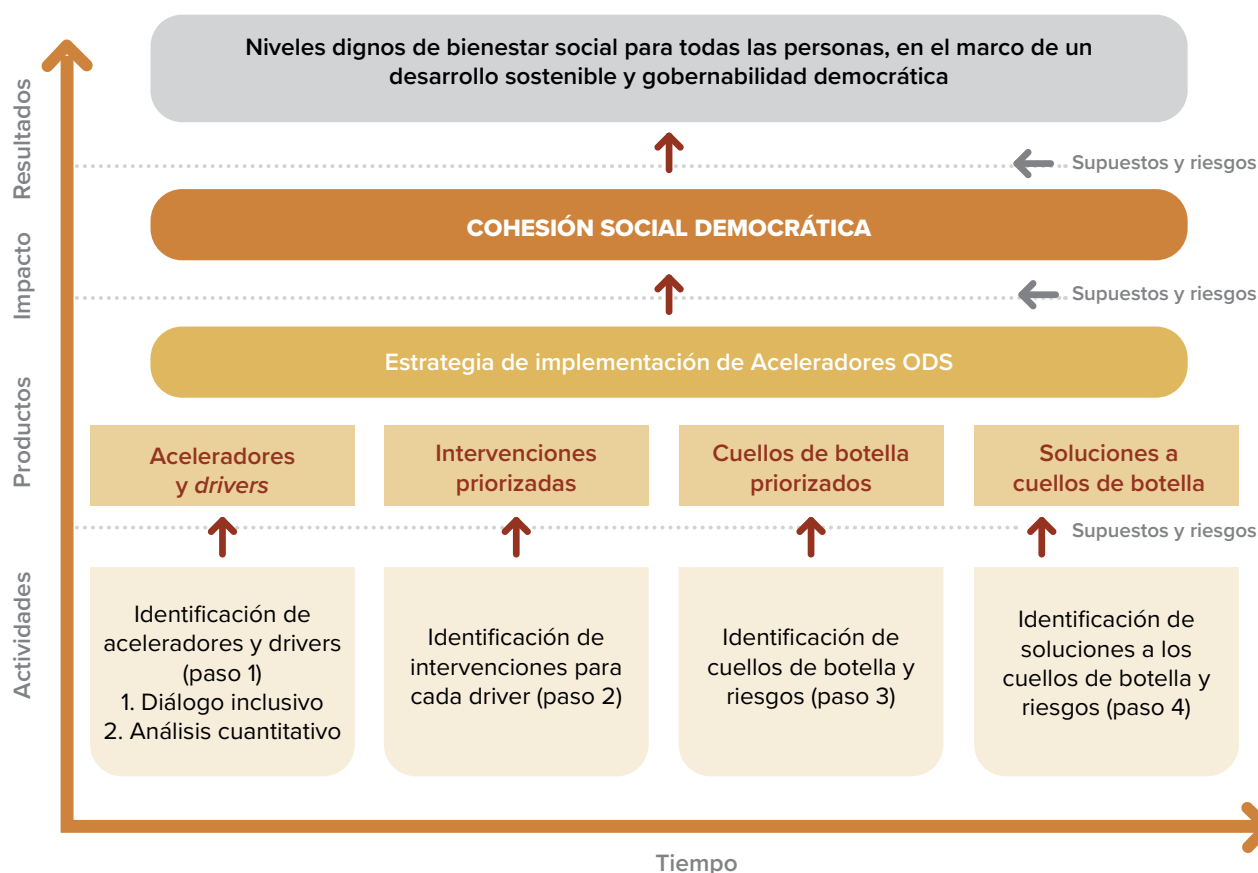 Niveles dignos de bienestar social para todas las personas, en el marco de un
desarrollo sostenible y gobernabilidad democrática
Resultados
Supuestos y riesgos
COHESIÓN SOCIAL DEMOCRÁTICA
Impacto
Supuestos y riesgos
Estrategia de implementación de Aceleradores ODS
Productos
Aceleradores
y drivers
Intervenciones
priorizadas
Cuellos de botella
priorizados
Soluciones a
cuellos de botella
Supuestos y riesgos
Actividades
Identificación de
aceleradores y drivers
(paso 1)
1. Diálogo inclusivo
2. Análisis cuantitativo
Identificación de
intervenciones para
cada driver (paso 2)
Identificación de
cuellos de botella y
riesgos (paso 3)
Identificación de
soluciones a los
cuellos de botella y
riesgos (paso 4)
Tiempo